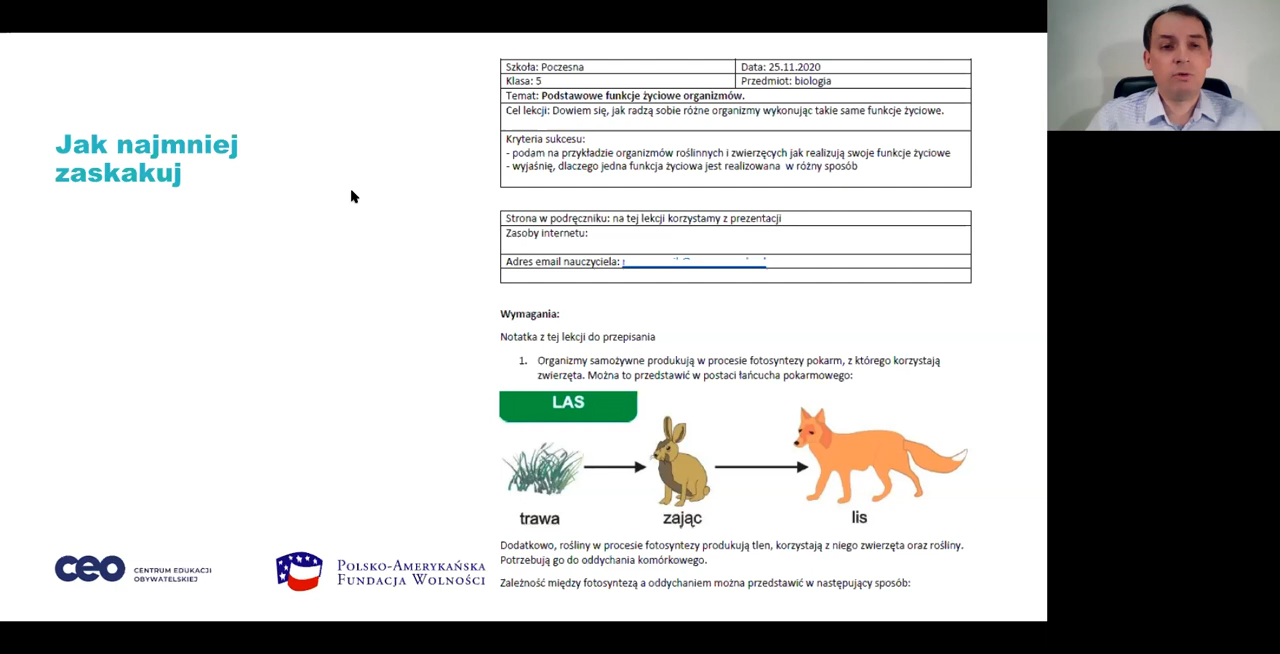 Jak najmniej
zaskakuj
Szkoła: Poczesna
Data: 25.11.2020
Klasa: 5
Przedmiot: biologia
Temat: Podstawowe funkcje życiowe organizmów.
Cel lekcji: Dowiem się, jak radzą sobie różne organizmy wykonując takie same funkcje życiowe.
Kryteria sukcesu:
- podam na przykładzie organizmów roślinnych i zwierzęcych jak realizują swoje funkcje życiowe
- wyjaśnię, dlaczego jedna funkcja życiowa jest realizowana w różny sposób
Strona w podręczniku: na tej lekcji korzystamy z prezentacji
Zasoby internetu:
Adres email nauczyciela:
Wymagania:
Notatka z tej lekcji do przepisania
1. Organizmy samożywne produkują w procesie fotosyntezy pokarm, z którego korzystają
zwierzęta. Można to przedstawić w postaci łańcucha pokarmowego:
LAS
trawa
zając
lis
Dodatkowo, rośliny w procesie fotosyntezy produkują tlen, korzystają z niego zwierzęta oraz rośliny.
Potrzebują go do oddychania komórkowego.
Zależność między fotosyntezą a oddychaniem można przedstawić w następujący sposób:
CEO
CENTRUM EDUKACJI
OBYWATELSKIEJ
POLSKO-AMERYKAŃSKA
FUNDACJA WOLNOŚCI